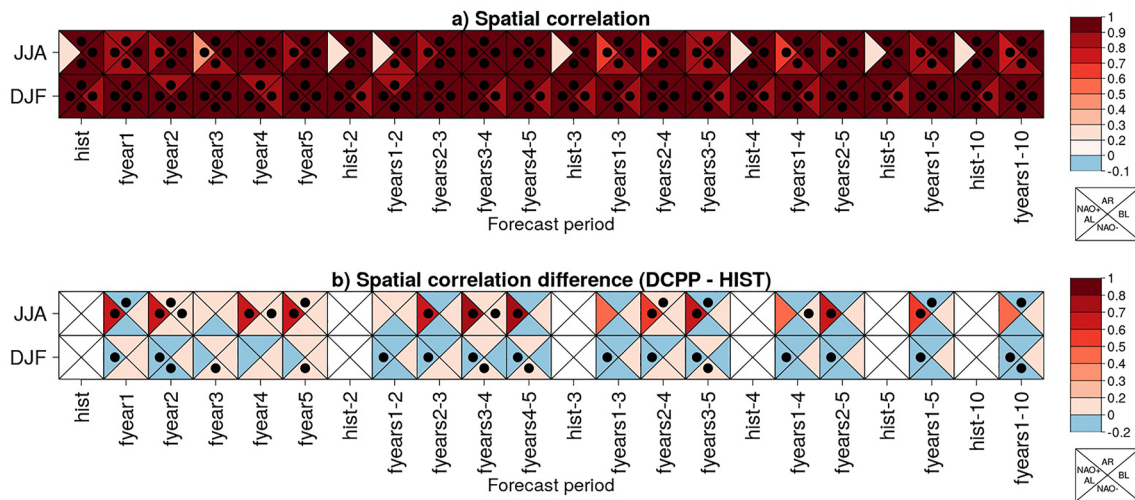 a) Spatial correlation
JJA
DJF
hist
fyear1
fyear2
fyear3
fyear4
fyear5
hist-2
fyears1-2
fyears2-3
fyears3-4
fyears4-5
hist-3
fyears1-3
fyears2-4
fyears3-5
hist-4
fyears1-4
fyears2-5
hist-5
fyears1-5
hist-10
fyears1-10
Forecast period
1
0.9
0.8
0.7
0.6
0.5
0.4
0.3
0.2
0
-0.1
AR
NAO+
AL
BL
NAO-
b) Spatial correlation difference (DCPP - HIST)
JJA
DJF
hist
fyear1
fyear2
fyear3
fyear4
fyear5
hist-2
fyears1-2
fyears2-3
fyears3-4
fyears4-5
hist-3
fyears1-3
fyears2-4
fyears3-5
hist-4
fyears1-4
fyears2-5
hist-5
fyears1-5
hist-10
fyears1-10
Forecast period
1
0.9
0.8
0.7
0.6
0.5
0.4
0.3
0.2
0
-0.2
AR
NAO+
AL
BL
NAO-